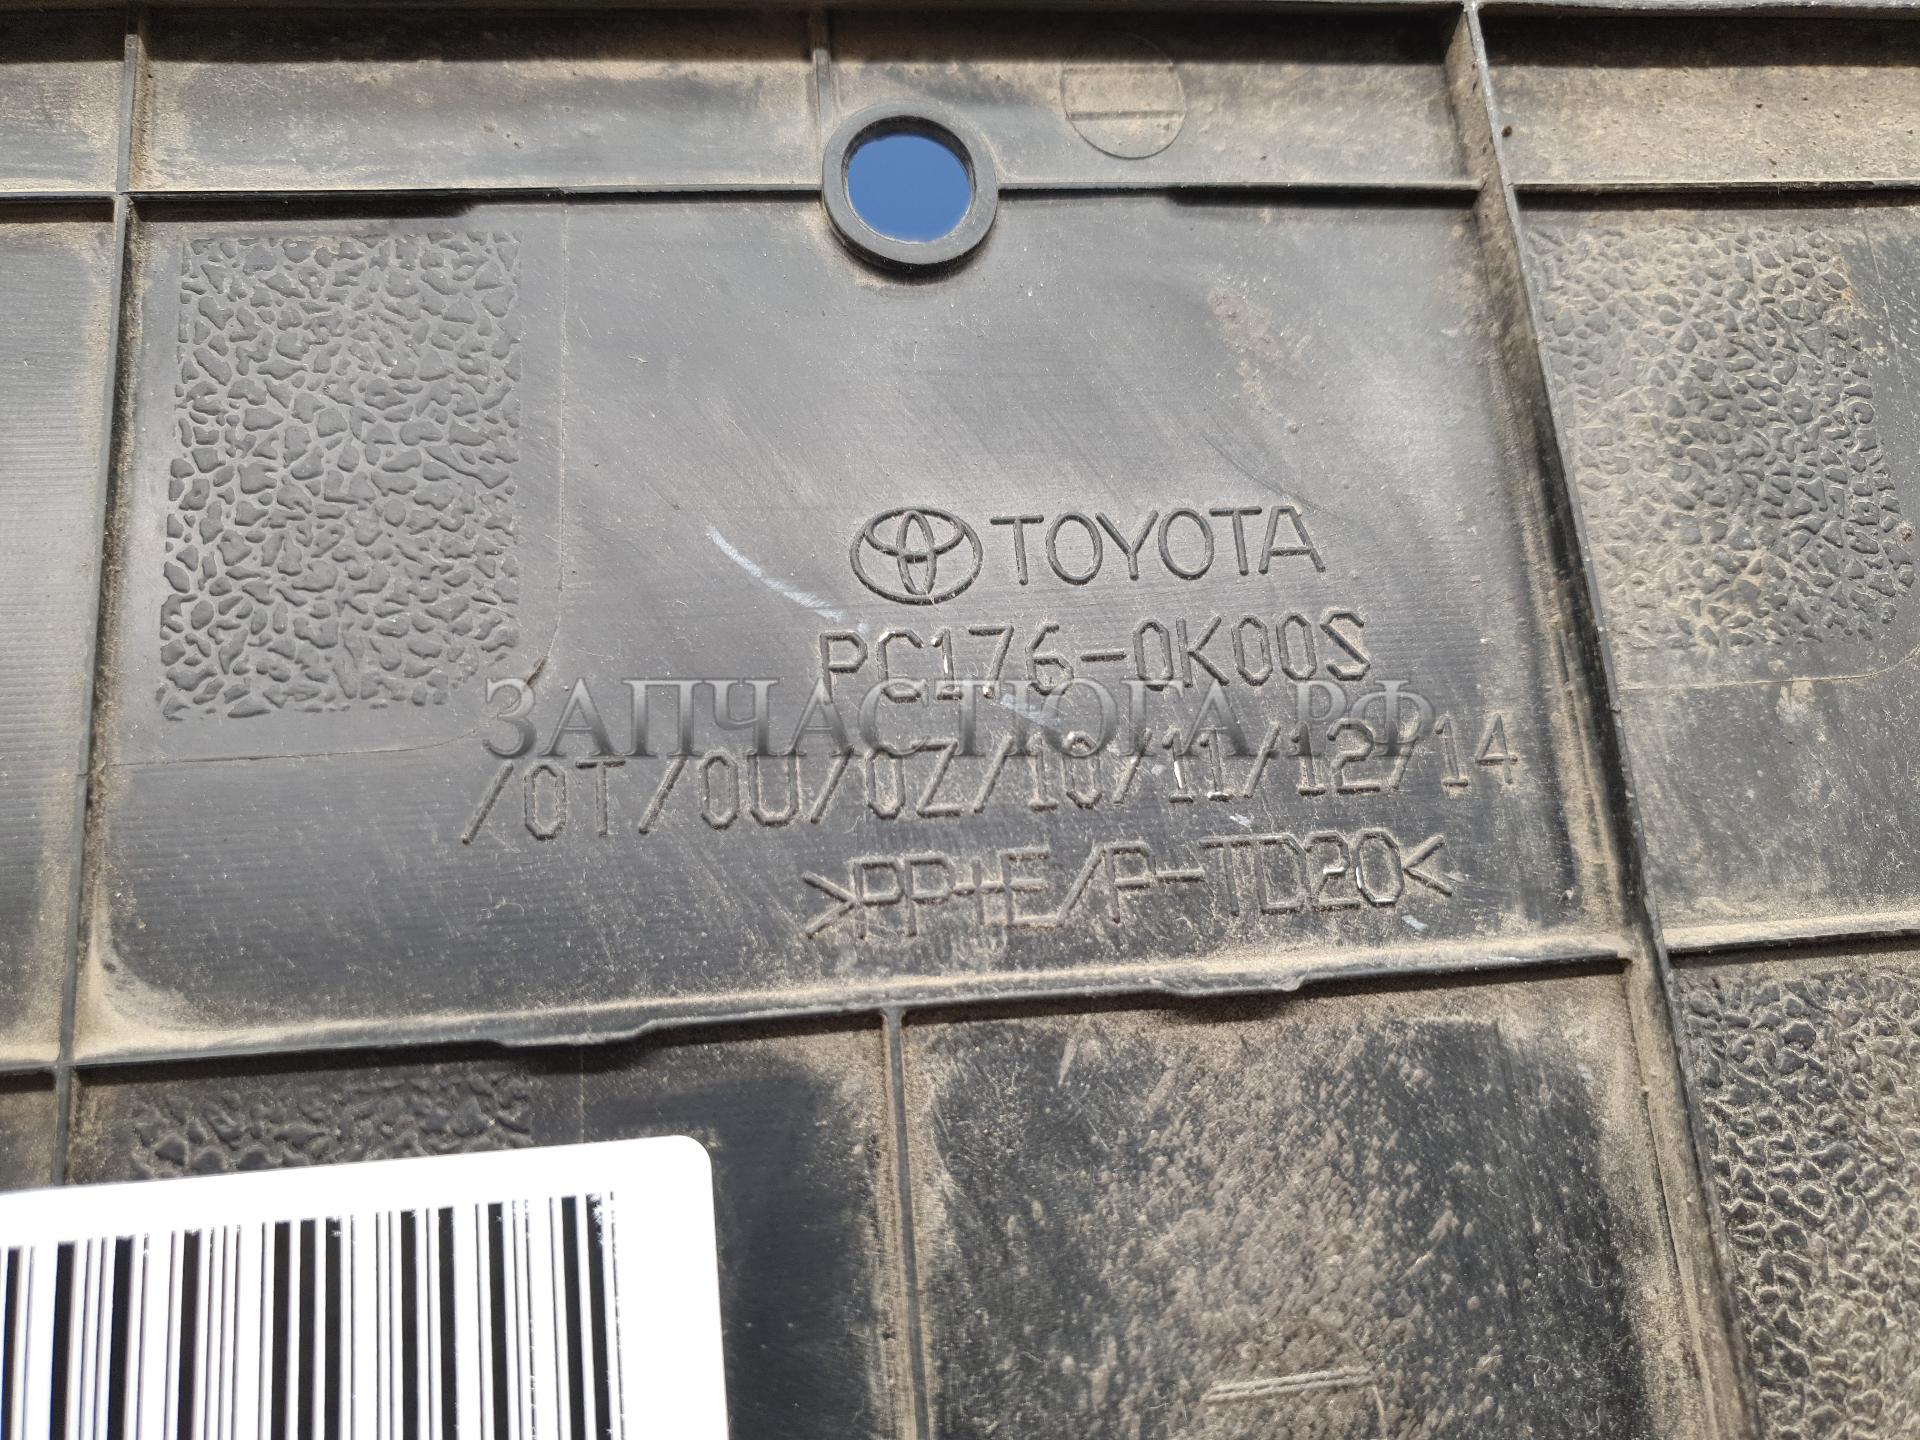 TOYOTA
PC176-0K00S
ЗАПЧАСТЮГА.РФ
/0T/0U/0Z/10/11/12/14
>PP+E/P-TD20<